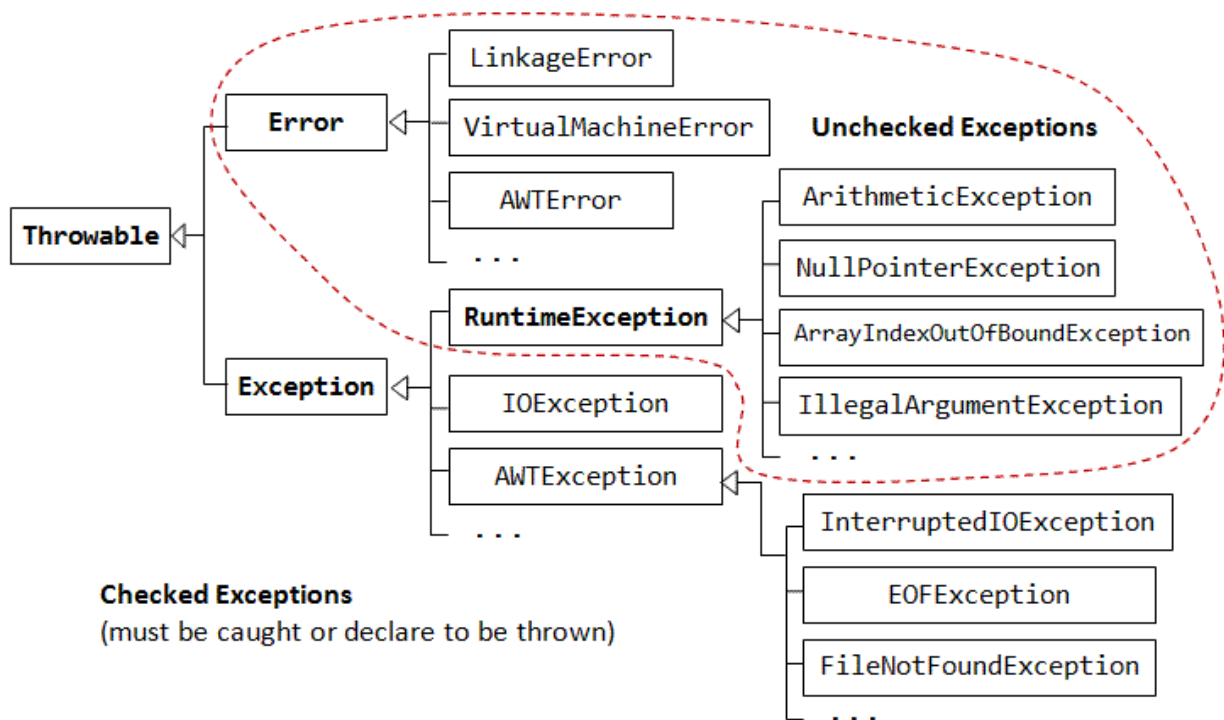 LinkageError
Error
VirtualMachineError
Unchecked Exceptions
AWTError
ArithmeticException
Throwable
. . .
NullPointerException
RuntimeException
ArrayIndexOutOfBoundException
Exception
IOException
IllegalArgumentException
. . .
AWTException
. . .
InterruptedIOException
Checked Exceptions
(must be caught or declare to be thrown)
EOFException
FileNotFoundException
. . .